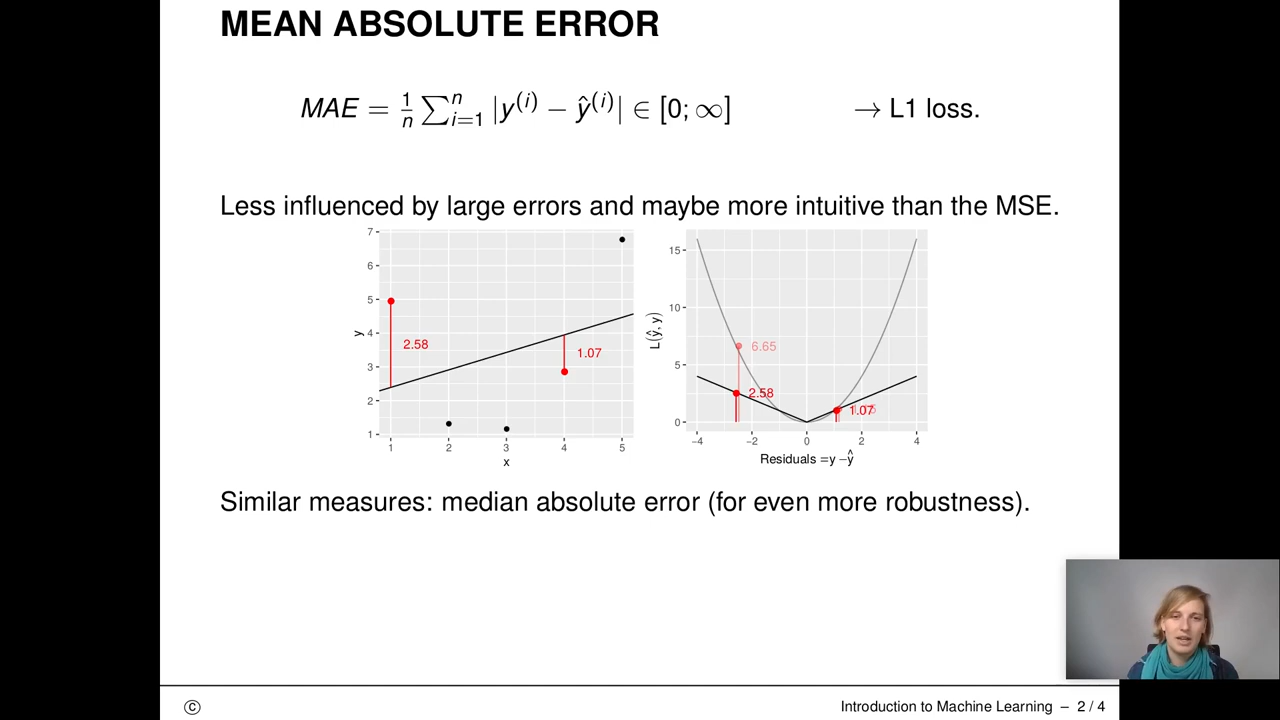 MEAN ABSOLUTE ERROR
MAE = 1/n ∑_{i=1}^{n} |y^{(i)} − ŷ^{(i)}| ∈ [0; ∞] → L1 loss.
Less influenced by large errors and maybe more intuitive than the MSE.
7
6
5
4
3
2
1
y
2.58
1.07
1 2 3 4 5
x
15
10
5
0
L(ŷ, y)
6.65
2.58
1.07
−4 −2 0 2 4
Residuals =y −ŷ
Similar measures: median absolute error (for even more robustness).
©
Introduction to Machine Learning – 2 / 4